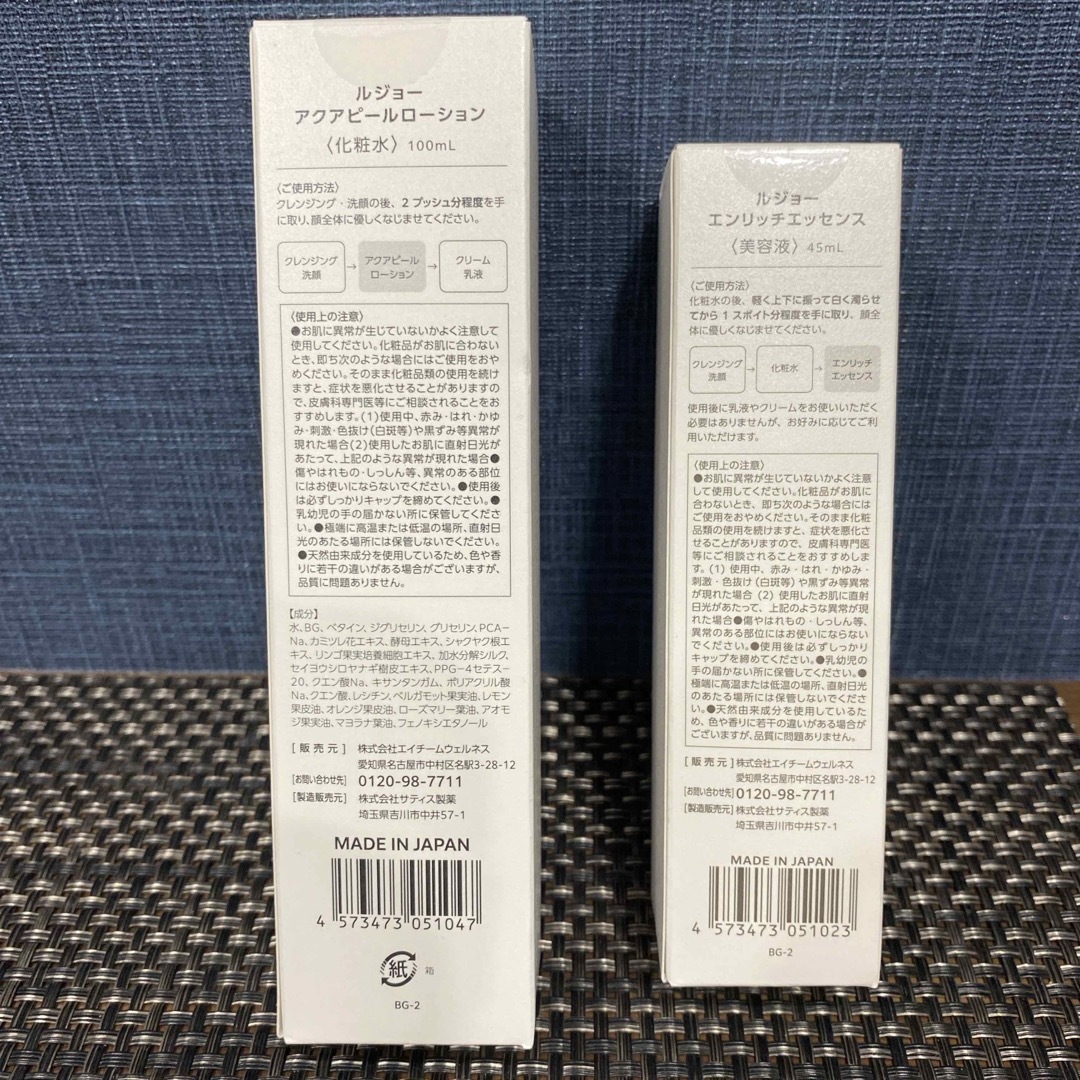 ルジョー
アクアピールローション
〈化粧水〉 100mL
〈ご使用方法〉
クレンジング・洗顔の後、2 プッシュ分程度を手
に取り、顔全体に優しくなじませてください。
クレンジング
洗顔
→
アクアピール
ローション
→
クリーム
乳液
〈使用上の注意〉
●お肌に異常が生じていないかよく注意して
使用してください。化粧品がお肌に合わない
とき、即ち次のような場合にはご使用をおや
めください。そのまま化粧品類の使用を続け
ますと、症状を悪化させることがありますの
で、皮膚科専門医等にご相談されることをお
すすめします。(1)使用中、赤み・はれ・かゆ
み・刺激・色抜け(白斑等)や黒ずみ等異常が
現れた場合(2)使用したお肌に直射日光が
あたって、上記のような異常が現れた場合●
傷やはれもの・しっしん等、異常のある部位
にはお使いにならないでください。●使用後
は必ずしっかりキャップを締めてください。●
乳幼児の手の届かない所に保管してくださ
い。●極端に高温または低温の場所、直射日
光のあたる場所には保管しないでください。
●天然由来成分を使用しているため、色や香
りに若干の違いがある場合がございますが、
品質に問題ありません。
【成分】
水、BG、ベタイン、ジグリセリン、グリセリン、PCA-
Na、カミツレ花エキス、酵母エキス、シャクヤク根エ
キス、リンゴ果実培養細胞エキス、加水分解シルク、
セイヨウシロヤナギ樹皮エキス、PPG-4セテス-
20、クエン酸Na、キサンタンガム、ポリアクリル酸
Na、クエン酸、レシチン、ベルガモット果実油、レモン
果皮油、オレンジ果皮油、ローズマリー葉油、アオモ
ジ果実油、マヨラナ葉油、フェノキシエタノール
[販売元] 株式会社エイチームウェルネス
愛知県名古屋市中村区名駅3-28-12
[お問い合わせ先] 0120-98-7711
[製造販売元] 株式会社サティス製薬
埼玉県吉川市中井57-1
MADE IN JAPAN
4 573473 051047
紙 箱
BG-2
ルジョー
エンリッチエッセンス
〈美容液〉 45mL
〈ご使用方法〉
化粧水の後、軽く上下に振って白く濁らせ
てから 1 スポイト分程度を手に取り、顔全
体に優しくなじませてください。
クレンジング
洗顔
→
化粧水
→
エンリッチ
エッセンス
使用後に乳液やクリームをお使いいただく
必要はありませんが、お好みに応じてご利
用いただけます。
〈使用上の注意〉
●お肌に異常が生じていないかよく注意
して使用してください。化粧品がお肌に
合わないとき、即ち次のような場合には
ご使用をおやめください。そのまま化粧
品類の使用を続けますと、症状を悪化さ
せることがありますので、皮膚科専門医
等にご相談されることをおすすめしま
す。(1) 使用中、赤み・はれ・かゆみ・
刺激・色抜け (白斑等) や黒ずみ等異常
が現れた場合 (2) 使用したお肌に直射
日光があたって、上記のような異常が現
れた場合●傷やはれもの・しっしん等、
異常のある部位にはお使いにならない
でください。●使用後は必ずしっかり
キャップを締めてください。●乳幼児の
手の届かない所に保管してください。●
極端に高温または低温の場所、直射日光
のあたる場所には保管しないでくださ
い。●天然由来成分を使用しているた
め、色や香りに若干の違いがある場合が
ございますが、品質に問題ありません。
[販売元] 株式会社エイチームウェルネス
愛知県名古屋市中村区名駅3-28-12
[お問い合わせ先] 0120-98-7711
[製造販売元] 株式会社サティス製薬
埼玉県吉川市中井57-1
MADE IN JAPAN
4 573473 051023
BG-2